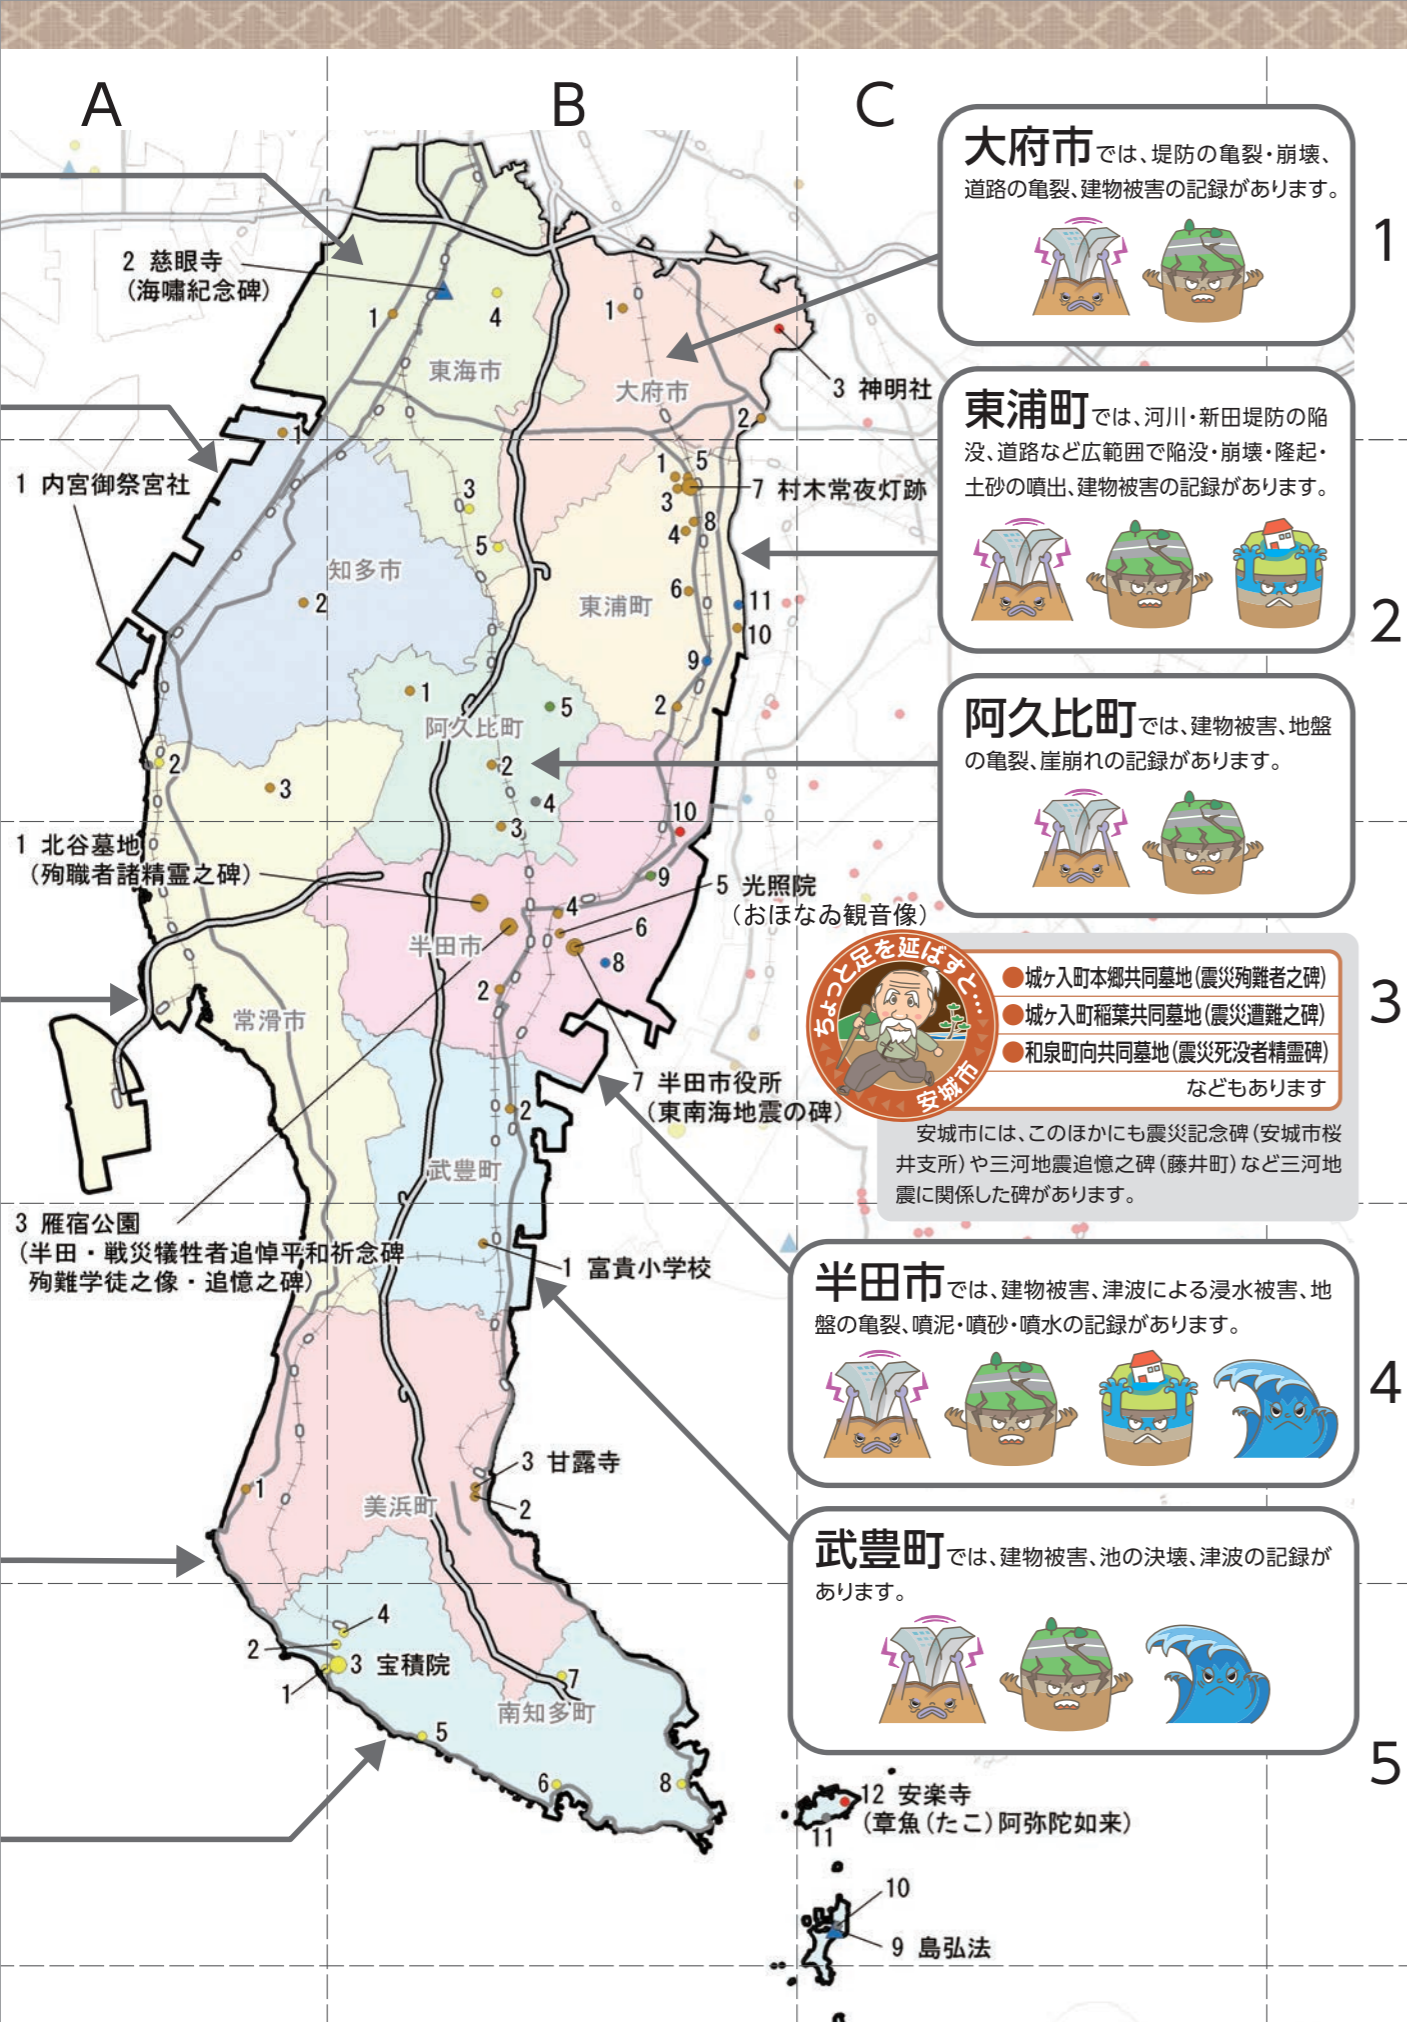 A
B
C
1
2
3
4
5
大府市では、堤防の亀裂・崩壊、
道路の亀裂、建物被害の記録があります。
東浦町では、河川・新田堤防の陥
没、道路など広範囲で陥没・崩壊・隆起・
土砂の噴出、建物被害の記録があります。
阿久比町では、建物被害、地盤
の亀裂、崖崩れの記録があります。
ちょっと足を延ばすと…
安城市
●城ヶ入町本郷共同墓地(震災殉難者之碑)
●城ヶ入町稲葉共同墓地(震災遭難之碑)
●和泉町向共同墓地(震災死没者精霊碑)
などもあります
安城市には、このほかにも震災記念碑(安城市桜
井支所)や三河地震追憶之碑(藤井町)など三河地
震に関係した碑があります。
半田市では、建物被害、津波による浸水被害、地
盤の亀裂、噴泥・噴砂・噴水の記録があります。
武豊町では、建物被害、池の決壊、津波の記録が
あります。
2 慈眼寺
(海嘯紀念碑)
1
4
東海市
3
5
1
大府市
3 神明社
2
1
知多市
2
1 内宮御祭宮社
1
5
3
7 村木常夜灯跡
4
8
6
東浦町
11
10
9
2
1
5
阿久比町
2
4
3
2
3
常滑市
1 北谷墓地
(殉職者諸精霊之碑)
10
9
5 光照院
(おほなゐ観音像)
4
6
8
半田市
2
7 半田市役所
(東南海地震の碑)
3 雁宿公園
(半田・戦災犠牲者追悼平和祈念碑
殉難学徒之像・追憶之碑)
2
武豊町
1 富貴小学校
1
美浜町
3 甘露寺
2
4
2
3 宝積院
1
7
南知多町
5
6
8
12 安楽寺
(章魚(たこ)阿弥陀如来)
11
10
9 島弘法